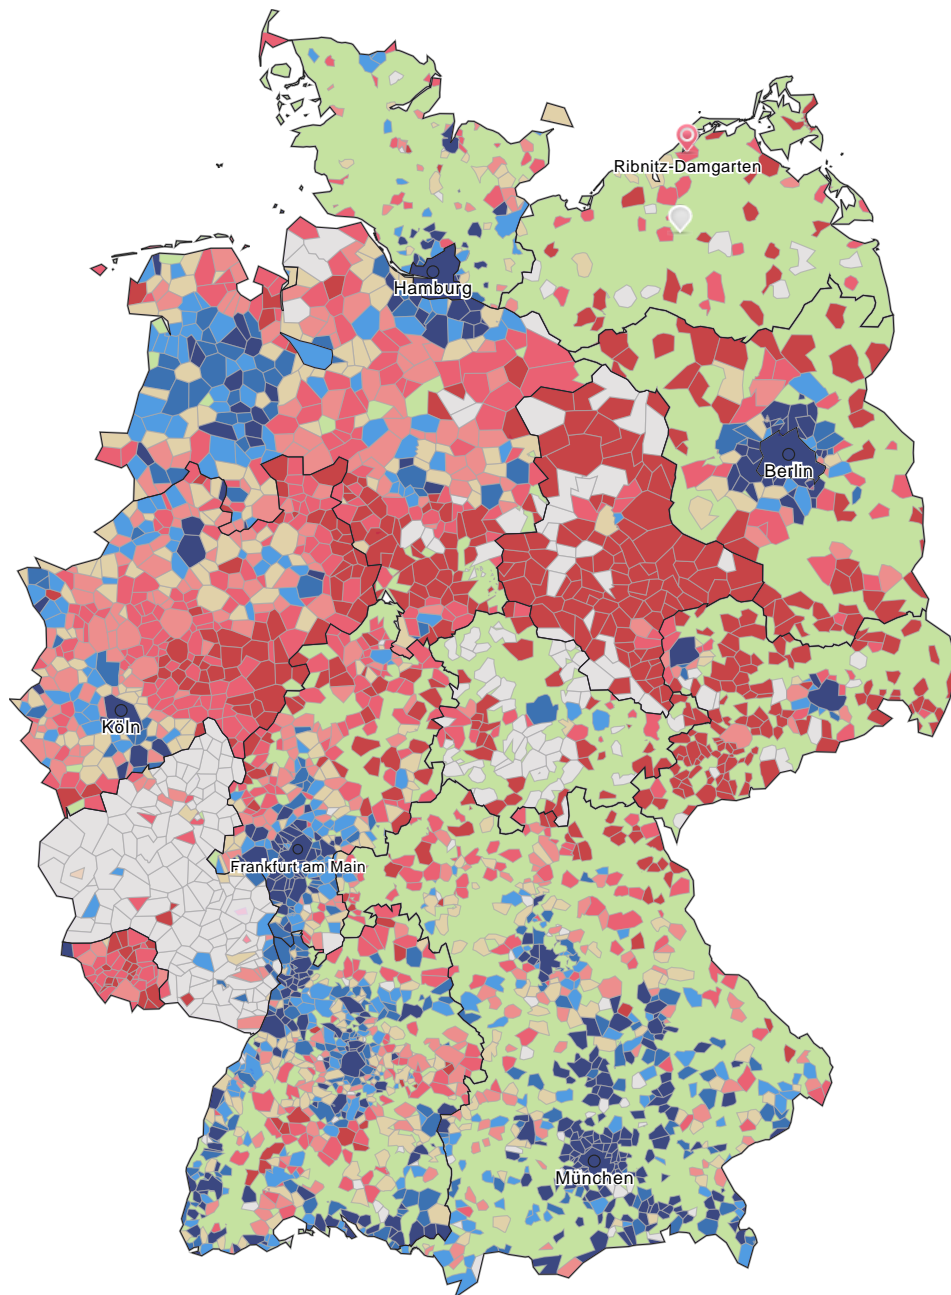 Ribnitz-Damgarten
Hamburg
Berlin
Köln
Frankfurt am Main
München